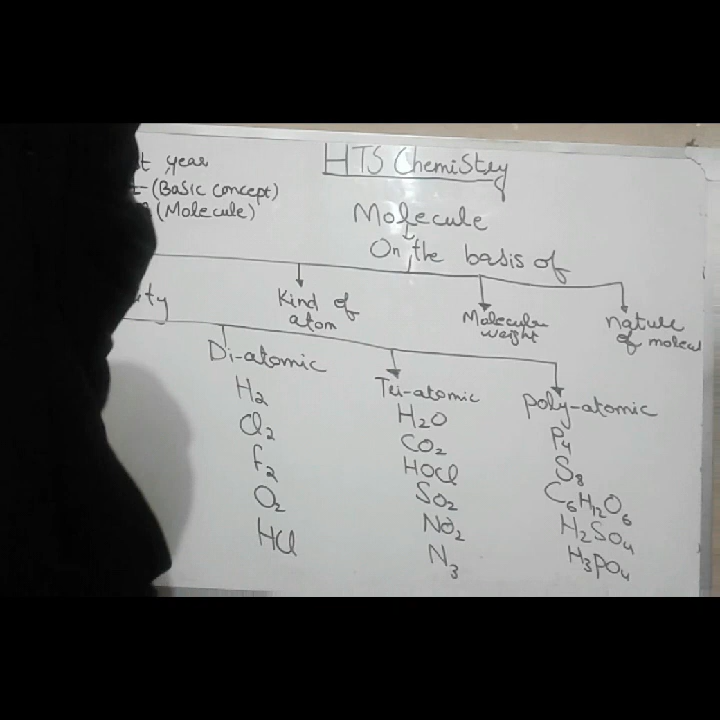 HTS Chemistry
year
(Basic concept)
(Molecule)
Molecule
On the basis of
Kind of
atom
Molecular
weight
nature
of molecul
Di-atomic
H₂
Cl₂
F₂
O₂
HCl
Tri-atomic
H₂O
CO₂
HOCl
SO₂
NO₂
N₃
poly-atomic
P₄
S₈
C₆H₁₂O₆
H₂SO₄
H₃PO₄